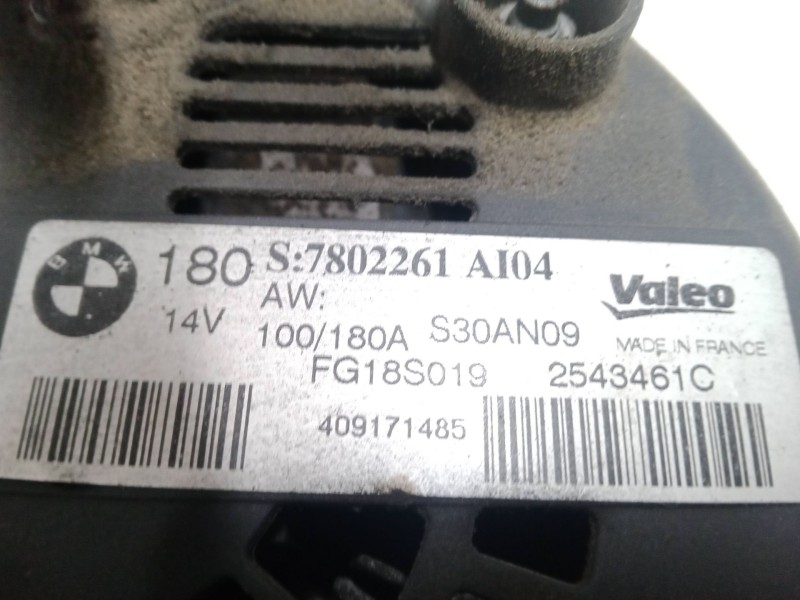 BMW
180 S:7802261 AI04
AW:
Valeo
14V 100/180A S30AN09
MADE IN FRANCE
FG18S019 2543461C
409171485